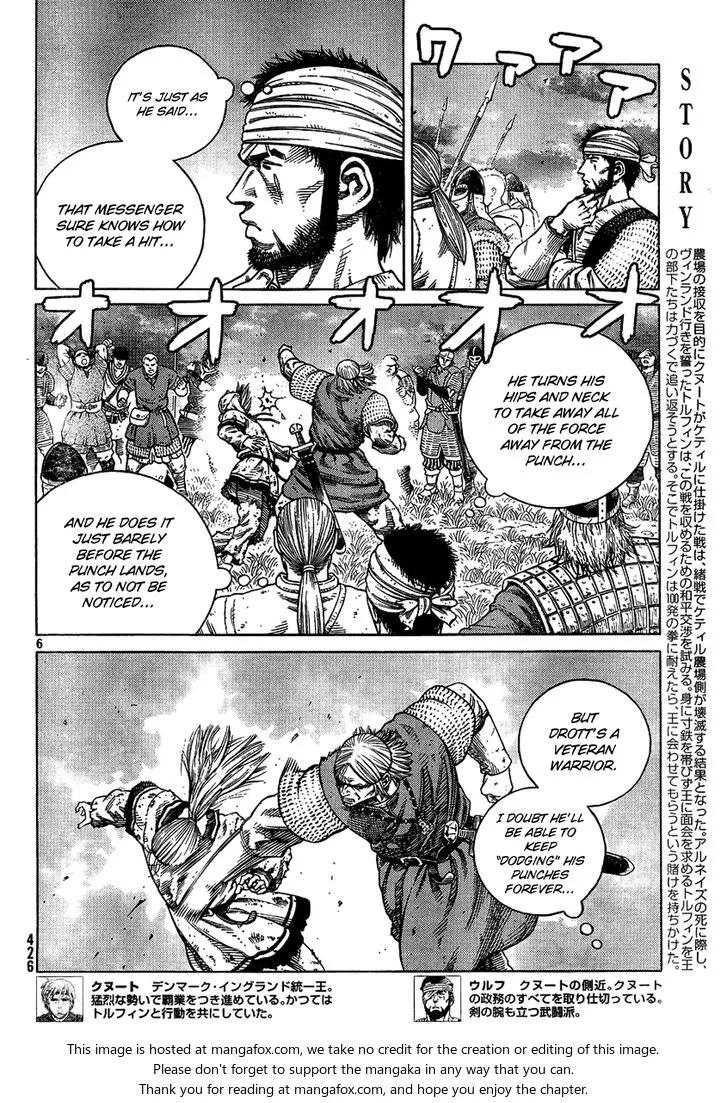 ワァァァ
STORY
農場の接収を目的にクヌートがケティルに仕掛けた戦は、緒戦でケティル農場側が壊滅する結果となった。アルネイズの死に際し、
ヴィンランド行きを誓ったトルフィンは、この戦を収めるための和平交渉を試みる。身に寸鉄を帯びず王に面会を求めるトルフィンを王
の部下たちは力づくで追い返そうとする。そこでトルフィンは100発の拳に耐えたら、王に会わせてもらうという賭けを持ちかけた。
IT'S JUST AS
HE SAID...
THAT MESSENGER
SURE KNOWS HOW
TO TAKE A HIT...
オオオオオ
HE TURNS HIS
HIPS AND NECK
TO TAKE AWAY ALL
OF THE FORCE
AWAY FROM THE
PUNCH...
AND HE DOES IT
JUST BARELY
BEFORE THE
PUNCH LANDS,
AS TO NOT BE
NOTICED...
6
BUT
DROTT'S A
VETERAN
WARRIOR.
I DOUBT HE'LL
BE ABLE TO
KEEP
"DODGING" HIS
PUNCHES
FOREVER...
426
クヌート デンマーク・イングランド統一王。
猛烈な勢いで覇業をつき進めている。かつては
トルフィンと行動を共にしていた。
ウルフ クヌートの側近。クヌート
の政務のすべてを取り仕切っている。
剣の腕も立つ武闘派。
This image is hosted at mangafox.com, we take no credit for the creation or editing of this image.
Please don't forget to support the mangaka in any way that you can.
Thank you for reading at mangafox.com, and hope you enjoy the chapter.